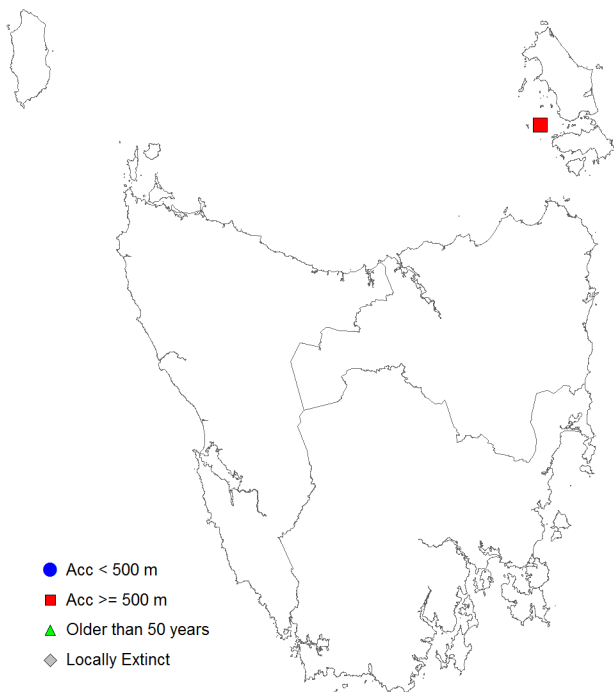 Acc < 500 m
Acc >= 500 m
Older than 50 years
Locally Extinct